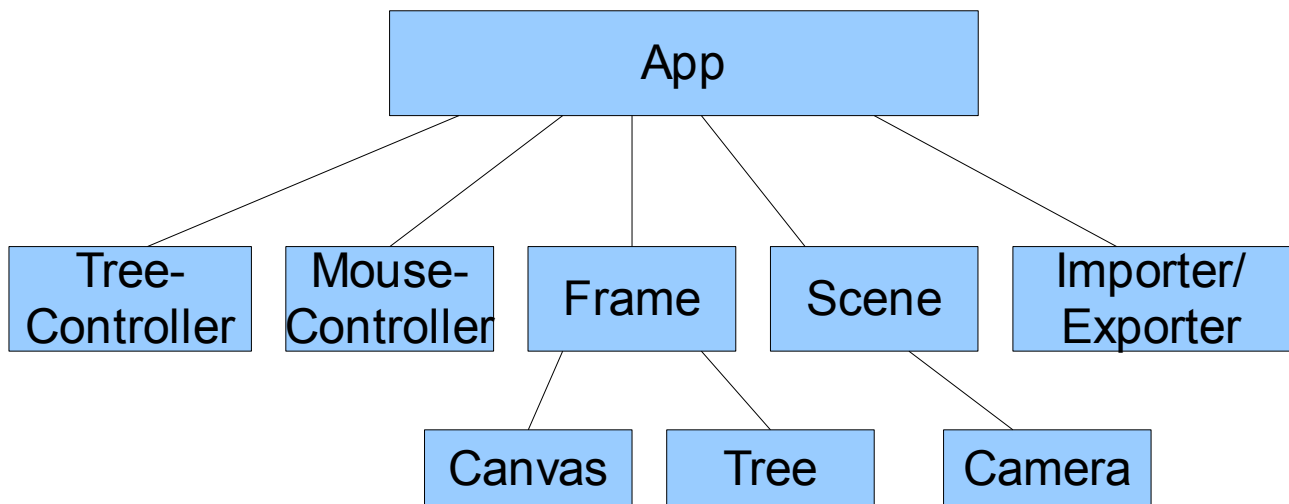 App
Tree-
Controller
Mouse-
Controller
Frame
Scene
Importer/
Exporter
Canvas
Tree
Camera